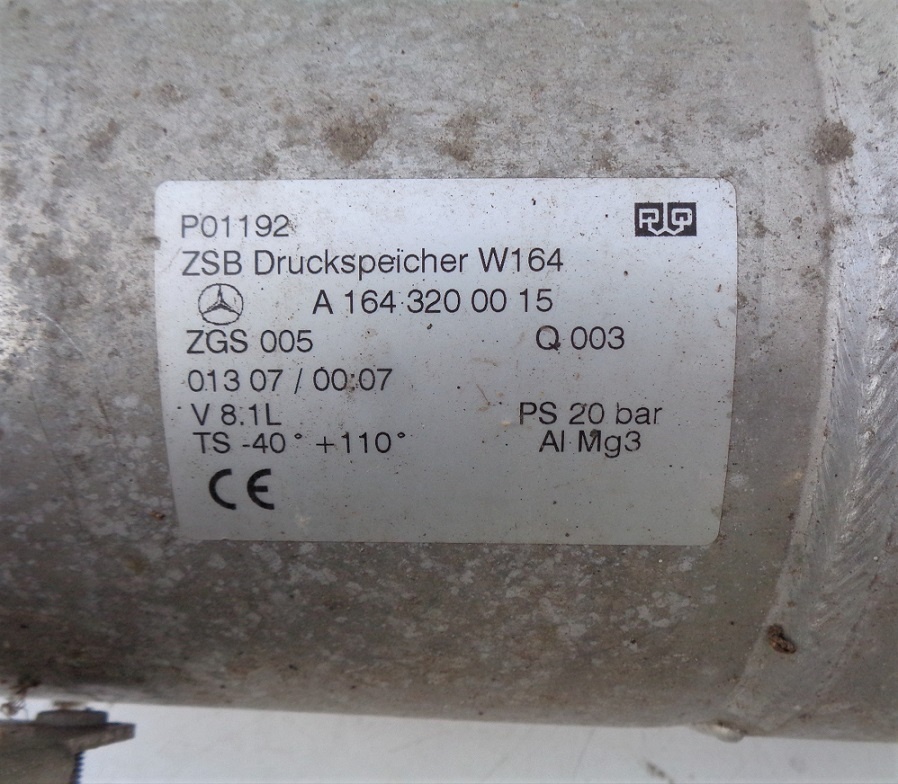 P01192
ZSB Druckspeicher W164
A 164 320 00 15
ZGS 005 Q 003
013 07 / 00:07
V 8.1L PS 20 bar
TS -40° +110° Al Mg3
CE